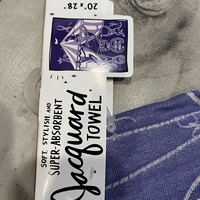 20" x 28"
SOFT, STYLISH AND
SUPER-ABSORBENT
Jacquard
TOWEL